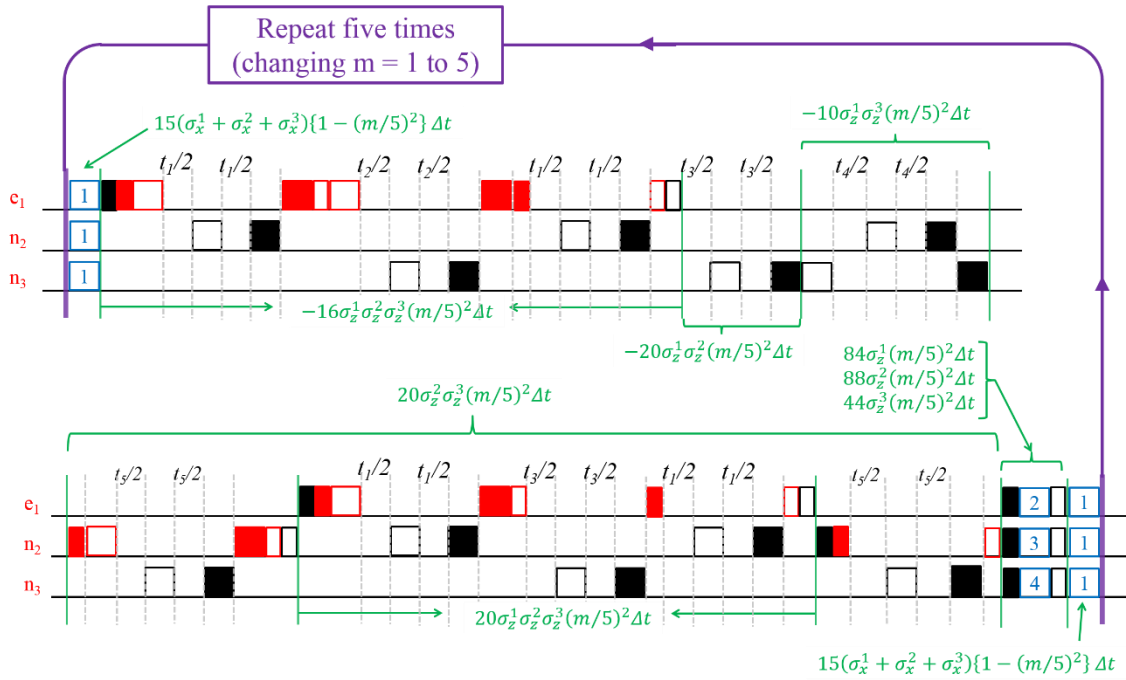 Repeat five times
(changing m = 1 to 5)
15(σ_x^1 + σ_x^2 + σ_x^3){1 − (m/5)^2} Δt
−10σ_z^1σ_z^3(m/5)^2Δt
t_1/2 t_1/2 t_2/2 t_2/2 t_1/2 t_1/2 t_3/2 t_3/2 t_4/2 t_4/2
e_1 1
n_2 1
n_3 1
−16σ_z^1σ_z^2σ_z^3(m/5)^2Δt
−20σ_z^1σ_z^2(m/5)^2Δt
84σ_z^1(m/5)^2Δt
88σ_z^2(m/5)^2Δt
44σ_z^3(m/5)^2Δt
20σ_z^2σ_z^3(m/5)^2Δt
t_5/2 t_5/2 t_1/2 t_1/2 t_3/2 t_3/2 t_1/2 t_1/2 t_5/2 t_5/2
e_1 2 1
n_2 3 1
n_3 4 1
20σ_z^1σ_z^2σ_z^3(m/5)^2Δt
15(σ_x^1 + σ_x^2 + σ_x^3){1 − (m/5)^2} Δt